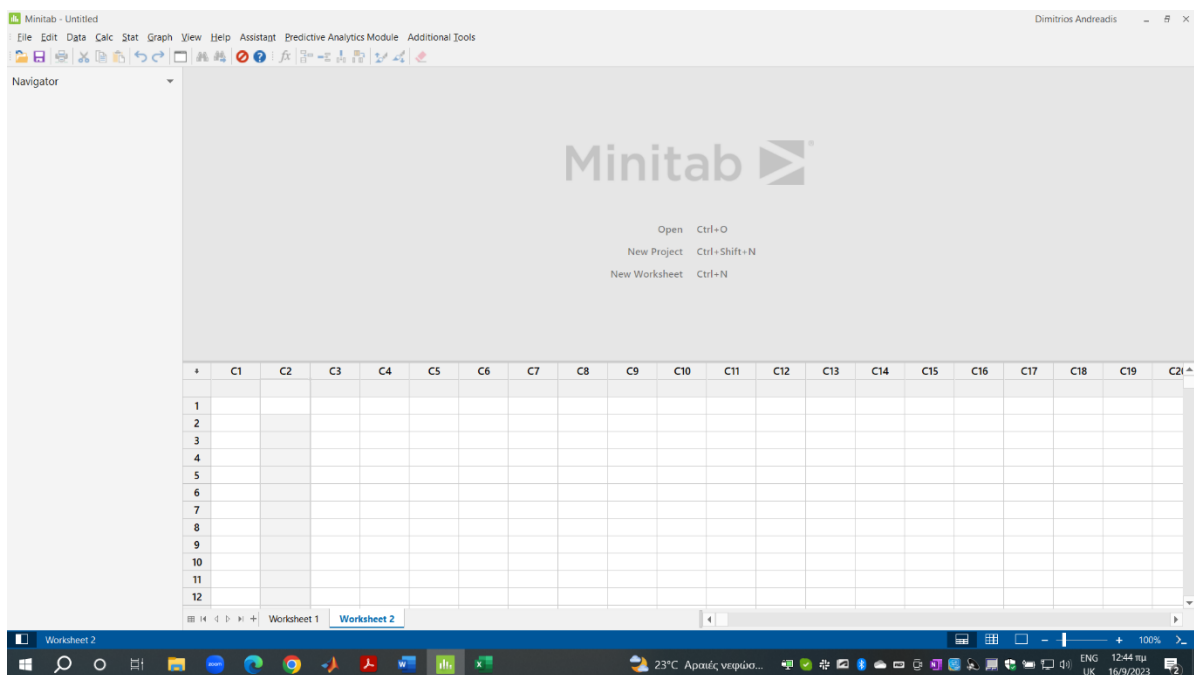 Minitab - Untitled
Dimitrios Andreadis
File Edit Data Calc Stat Graph View Help Assistant Predictive Analytics Module Additional Tools
Navigator
Minitab
Open Ctrl+O
New Project Ctrl+Shift+N
New Worksheet Ctrl+N
C1 C2 C3 C4 C5 C6 C7 C8 C9 C10 C11 C12 C13 C14 C15 C16 C17 C18 C19 C20
1
2
3
4
5
6
7
8
9
10
11
12
Worksheet 1 Worksheet 2
Worksheet 2
100%
zoom
23°C Αραιές νεφώσ...
ENG
UK
12:44 πμ
16/9/2023
2